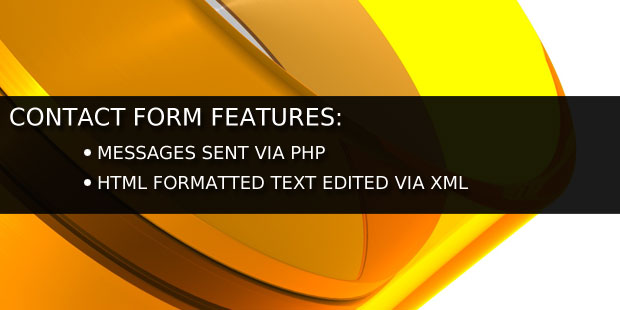 CONTACT FORM FEATURES:
• MESSAGES SENT VIA PHP
• HTML FORMATTED TEXT EDITED VIA XML